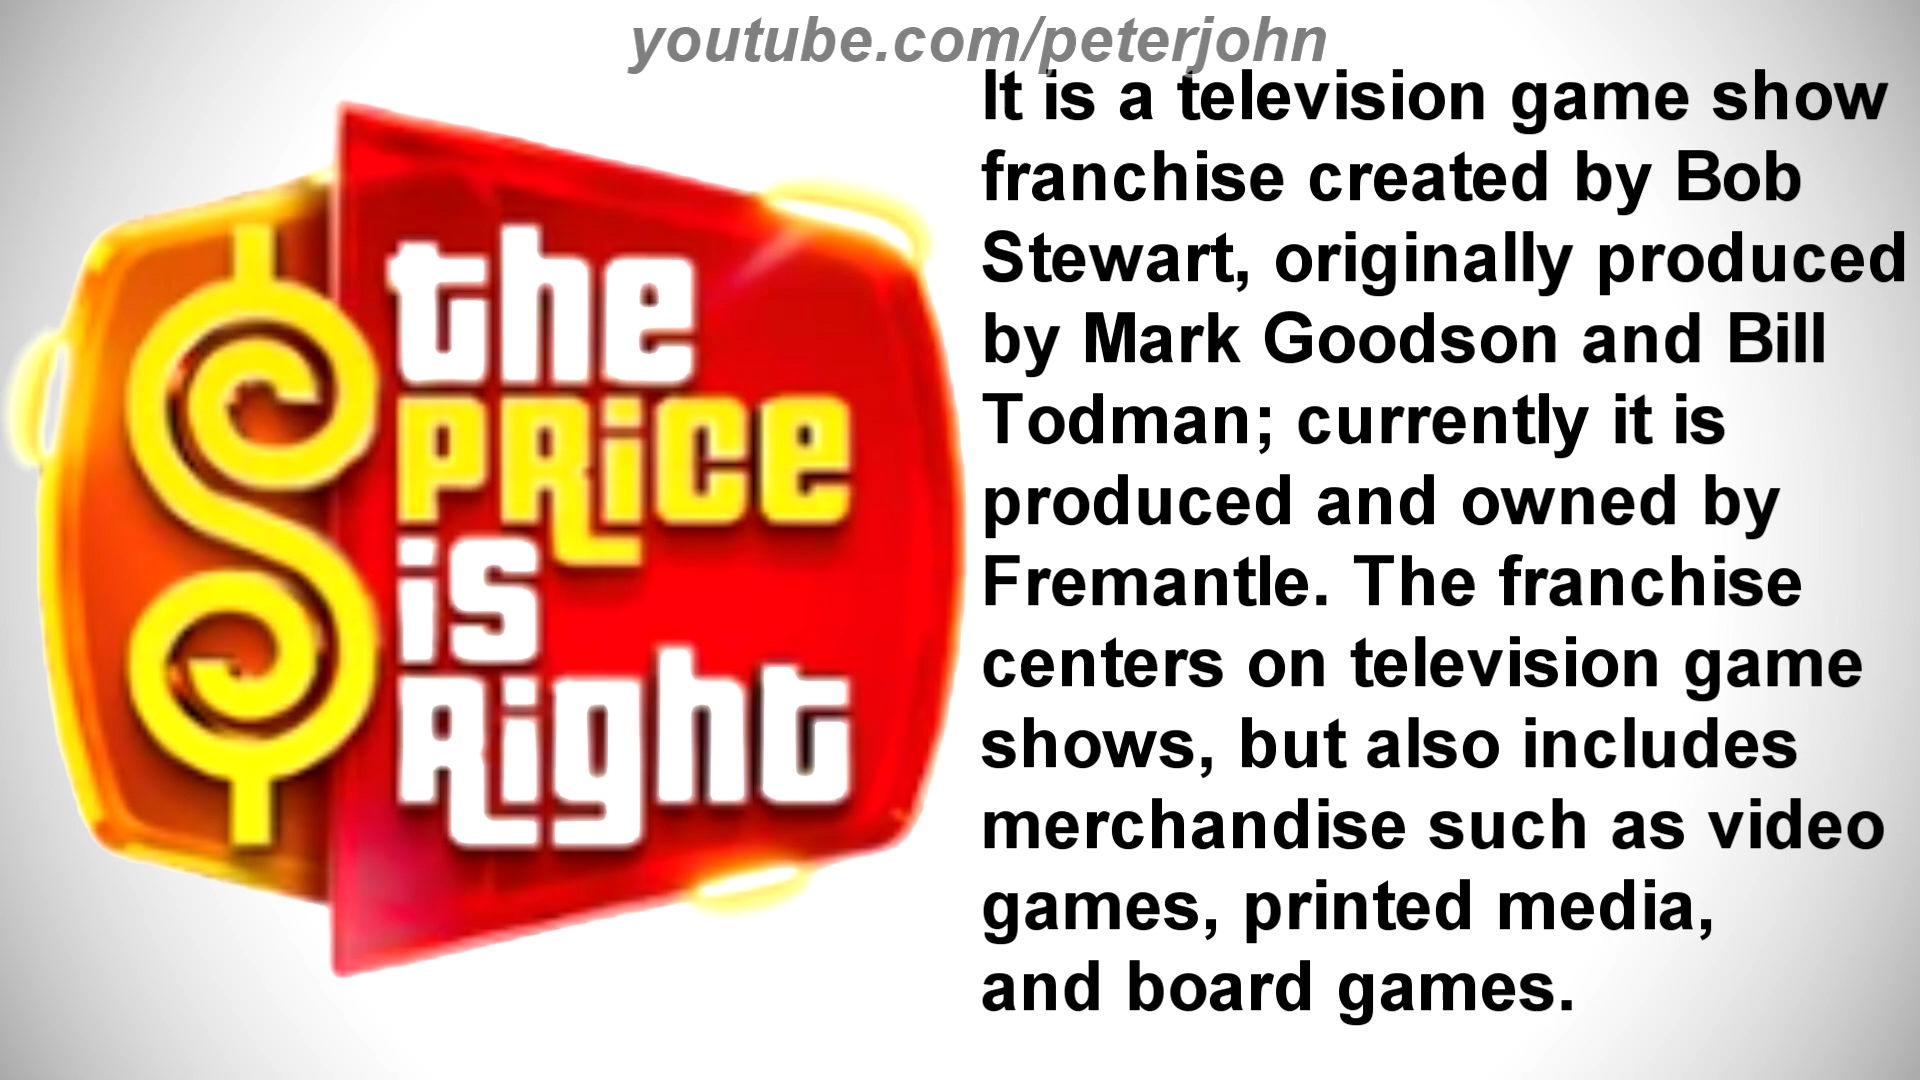 youtube.com/peterjohn
the
PRiCE
iS
Right
It is a television game show
franchise created by Bob
Stewart, originally produced
by Mark Goodson and Bill
Todman; currently it is
produced and owned by
Fremantle. The franchise
centers on television game
shows, but also includes
merchandise such as video
games, printed media,
and board games.